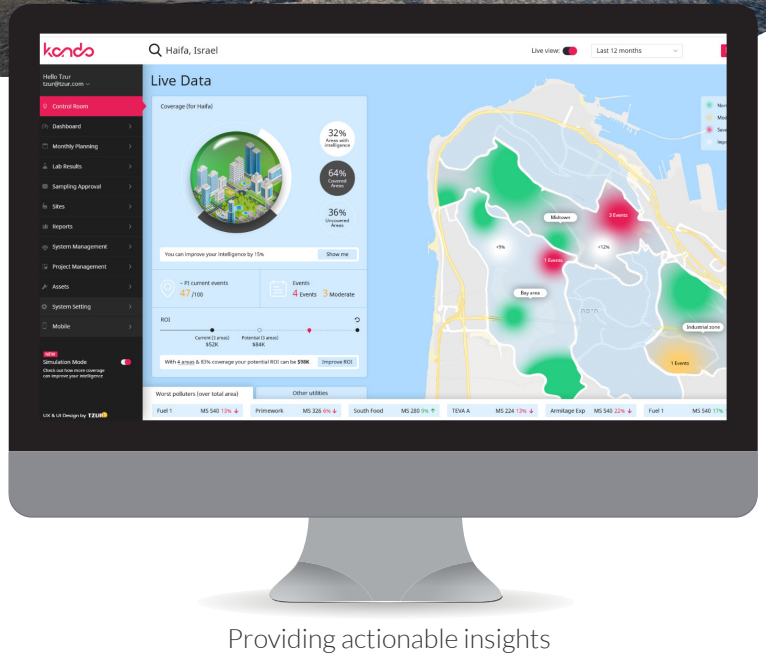 kando
Haifa, Israel
Live view:
Last 12 months
Hello Tzur
tzur@tzur.com
Control Room
Dashboard
Monthly Planning
Lab Results
Sampling Approval
Sites
Reports
System Management
Project Management
Assets
System Setting
Mobile
NEW
Simulation Mode
Check out how more coverage
can improve your intelligence
UX & UI Design by TZUR
Live Data
Coverage (for Haifa)
32%
Areas with
intelligence
64%
Covered
Areas
36%
Uncovered
Areas
You can improve your intelligence by 15%
Show me
~ PI current events
47 /100
Events
4 Events 3 Moderate
ROI
Current (3 areas)
$52K
Potential (3 areas)
$84K
With 4 areas & 83% coverage your potential ROI can be $98K
Improve ROI
Worst polluters (over total area)
Other utilities
Fuel 1 MS 540 13% ↓
Primework MS 326 6% ↓
South Food MS 280 9% ↑
TEVA A MS 224 13% ↓
Armitage Exp MS 540 22% ↓
Fuel 1 MS 540 17%
3 Events
Midtown
+9%
+12%
1 Events
Bay area
חיפה
Industrial zone
1 Events
Providing actionable insights